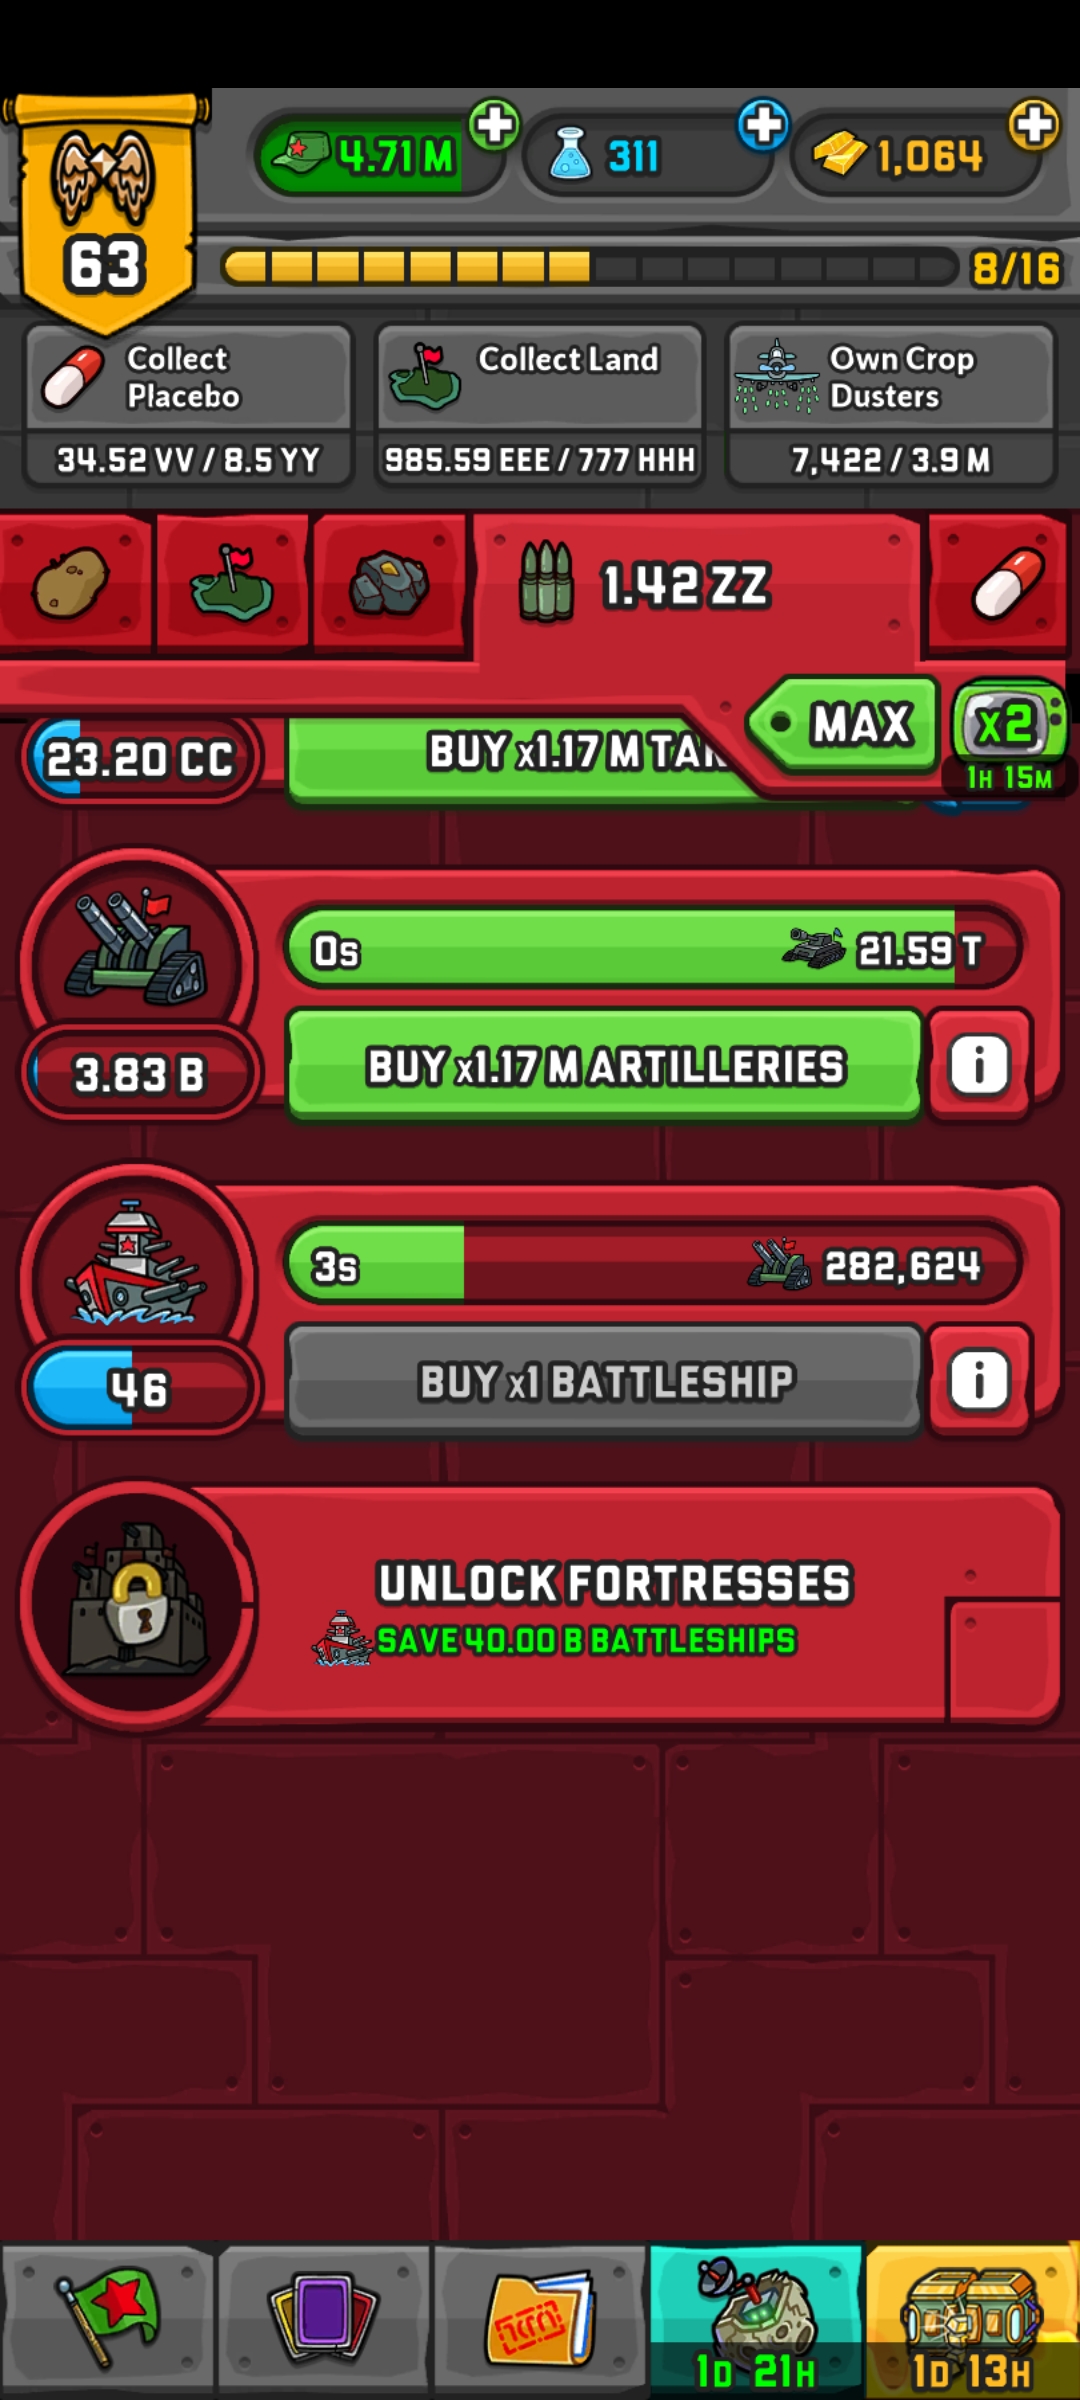 4.71 M
311
1,064
63
8/16
Collect
Placebo
Collect Land
Own Crop
Dusters
34.52 VV / 8.5 YY
985.59 EEE / 777 HHH
7,422 / 3.9 M
1.42 ZZ
MAX
x2
1H 15M
23.20 CC
BUY x1.17 M TAN
0s
21.59 T
3.83 B
BUY x1.17 M ARTILLERIES
i
3s
282,624
46
BUY x1 BATTLESHIP
i
UNLOCK FORTRESSES
SAVE 40.00 B BATTLESHIPS
1D 21H
1D 13H